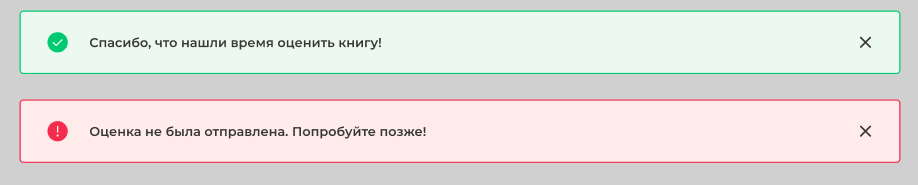 Спасибо, что нашли время оценить книгу!
Оценка не была отправлена. Попробуйте позже!